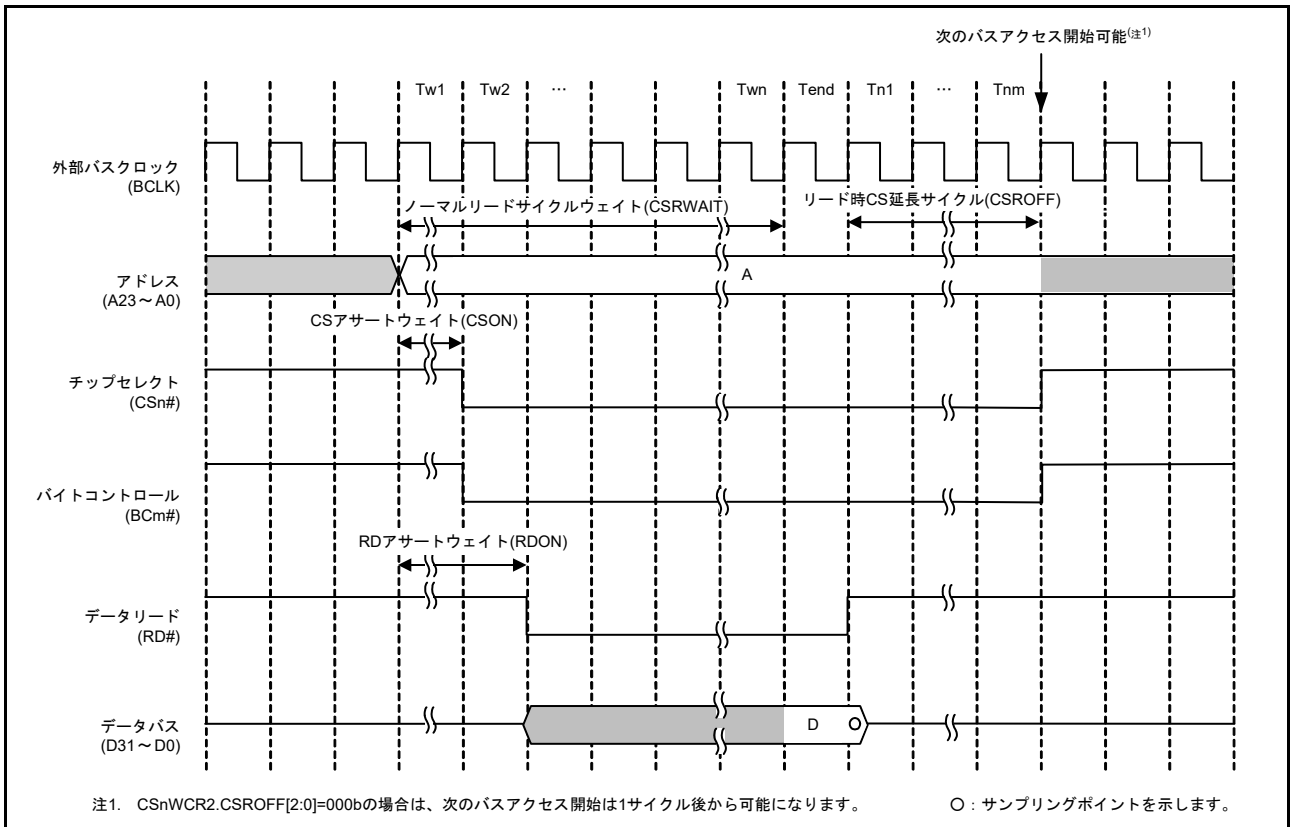 次のバスアクセス開始可能(注1)
Tw1 Tw2 … Twn Tend Tn1 … Tnm
外部バスクロック
(BCLK)
ノーマルリードサイクルウェイト(CSRWAIT)
リード時CS延長サイクル(CSROFF)
アドレス
(A23～A0)
A
CSアサートウェイト(CSON)
チップセレクト
(CSn#)
バイトコントロール
(BCm#)
RDアサートウェイト(RDON)
データリード
(RD#)
データバス
(D31～D0)
D
注1. CSnWCR2.CSROFF[2:0]=000bの場合は、次のバスアクセス開始は1サイクル後から可能になります。
○：サンプリングポイントを示します。